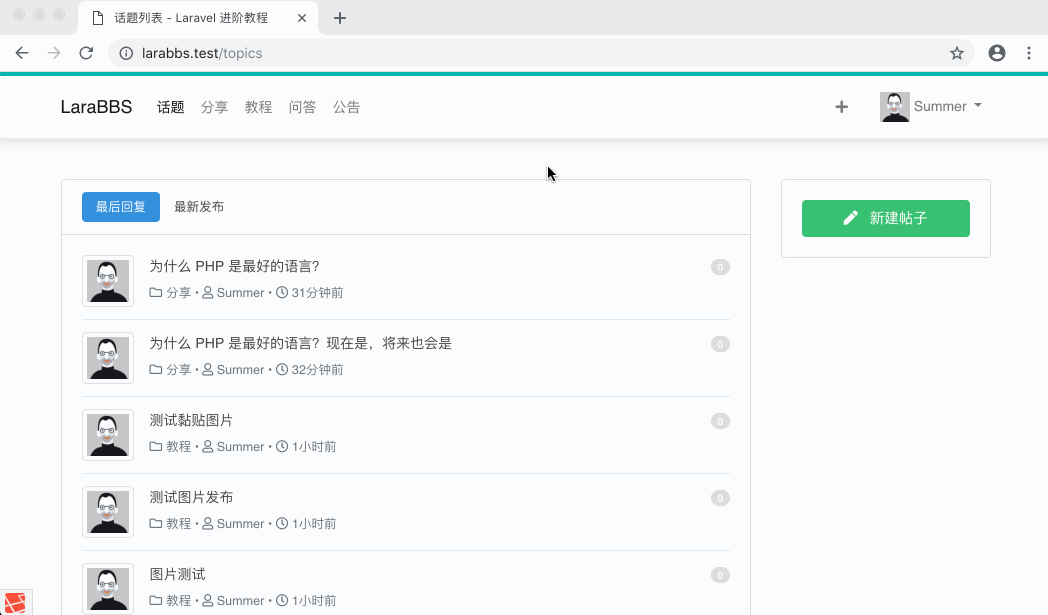 话题列表 - Laravel 进阶教程
larabbs.test/topics
LaraBBS 话题 分享 教程 问答 公告 Summer
最后回复 最新发布
新建帖子
为什么 PHP 是最好的语言？ 0
分享 • Summer • 31分钟前
为什么 PHP 是最好的语言？现在是，将来也会是 0
分享 • Summer • 32分钟前
测试黏贴图片 0
教程 • Summer • 1小时前
测试图片发布 0
教程 • Summer • 1小时前
图片测试 0
教程 • Summer • 1小时前